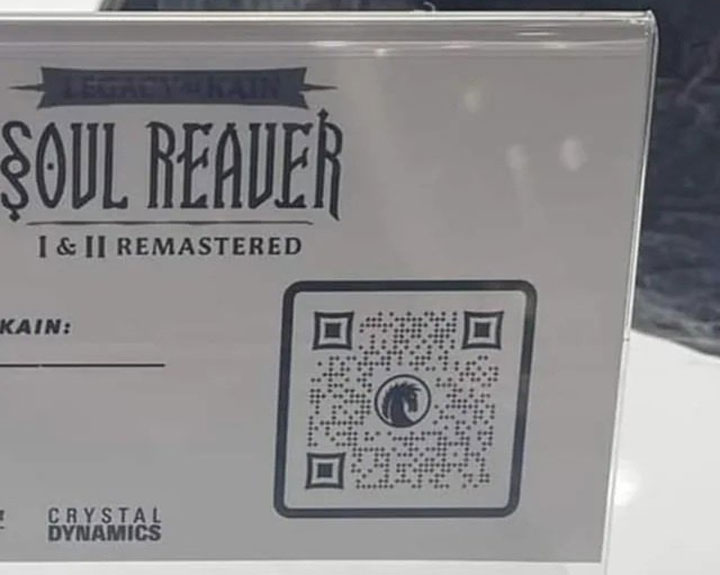 LEGACY OF KAIN
SOUL REAVER
I & II REMASTERED
KAIN:
CRYSTAL
DYNAMICS